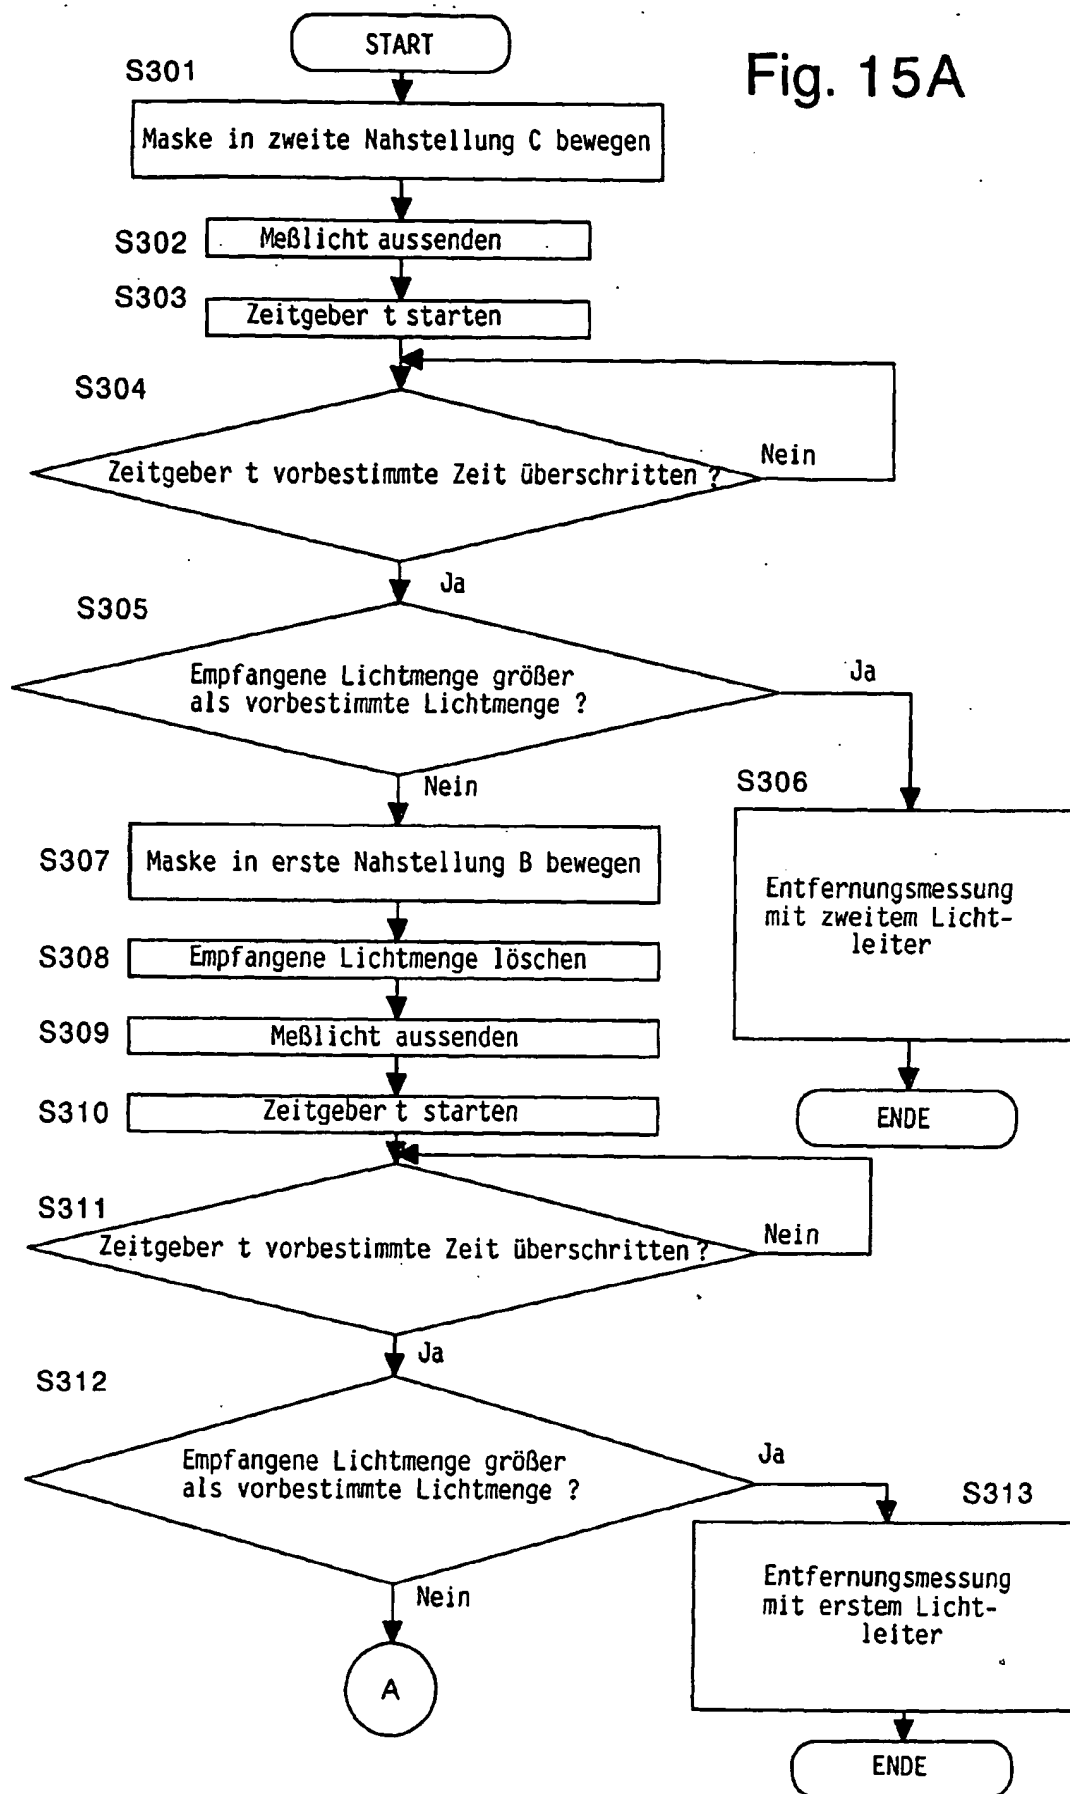 START
Fig. 15A
S301
Maske in zweite Nahstellung C bewegen
S302
Meßlicht aussenden
S303
Zeitgeber t starten
S304
Zeitgeber t vorbestimmte Zeit überschritten ?
Nein
Ja
S305
Empfangene Lichtmenge größer
als vorbestimmte Lichtmenge ?
Ja
Nein
S306
Entfernungsmessung
mit zweitem Licht-
leiter
ENDE
S307
Maske in erste Nahstellung B bewegen
S308
Empfangene Lichtmenge löschen
S309
Meßlicht aussenden
S310
Zeitgeber t starten
S311
Zeitgeber t vorbestimmte Zeit überschritten ?
Nein
Ja
S312
Empfangene Lichtmenge größer
als vorbestimmte Lichtmenge ?
Ja
Nein
S313
Entfernungsmessung
mit erstem Licht-
leiter
A
ENDE